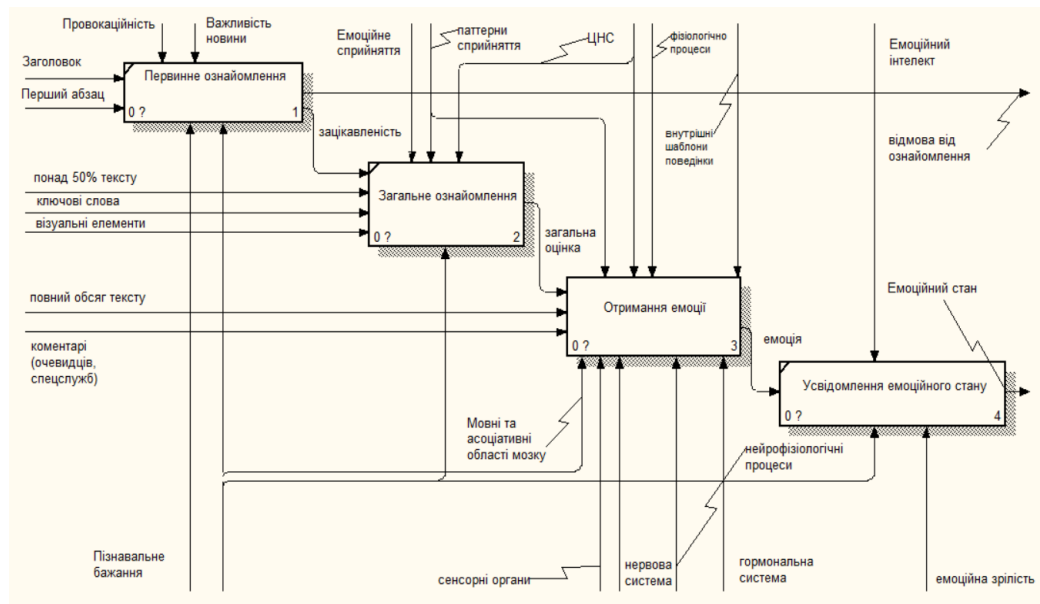 Провокаційність
Важливість
новини
Емоційне
сприйняття
паттерни
сприйняття
ЦНС
фізіологічно
процеси
Емоційний
інтелект
Заголовок
Первинне ознайомлення
Перший абзац
0 ?
1
зацікавленість
внутрішні
шаблони
поведінки
відмова від
ознайомлення
понад 50% тексту
ключові слова
візуальні елементи
Загальне ознайомлення
0 ?
2
загальна
оцінка
повний обсяг тексту
Отримання емоції
Емоційний стан
коментарі
(очевидців,
спецслужб)
0 ?
3
емоція
Усвідомлення емоційного стану
0 ?
4
Мовні та
асоціативні
області мозку
нейрофізіологічні
процеси
Пізнавальне
бажання
сенсорні органи
нервова
система
гормональна
система
емоційна зрілість